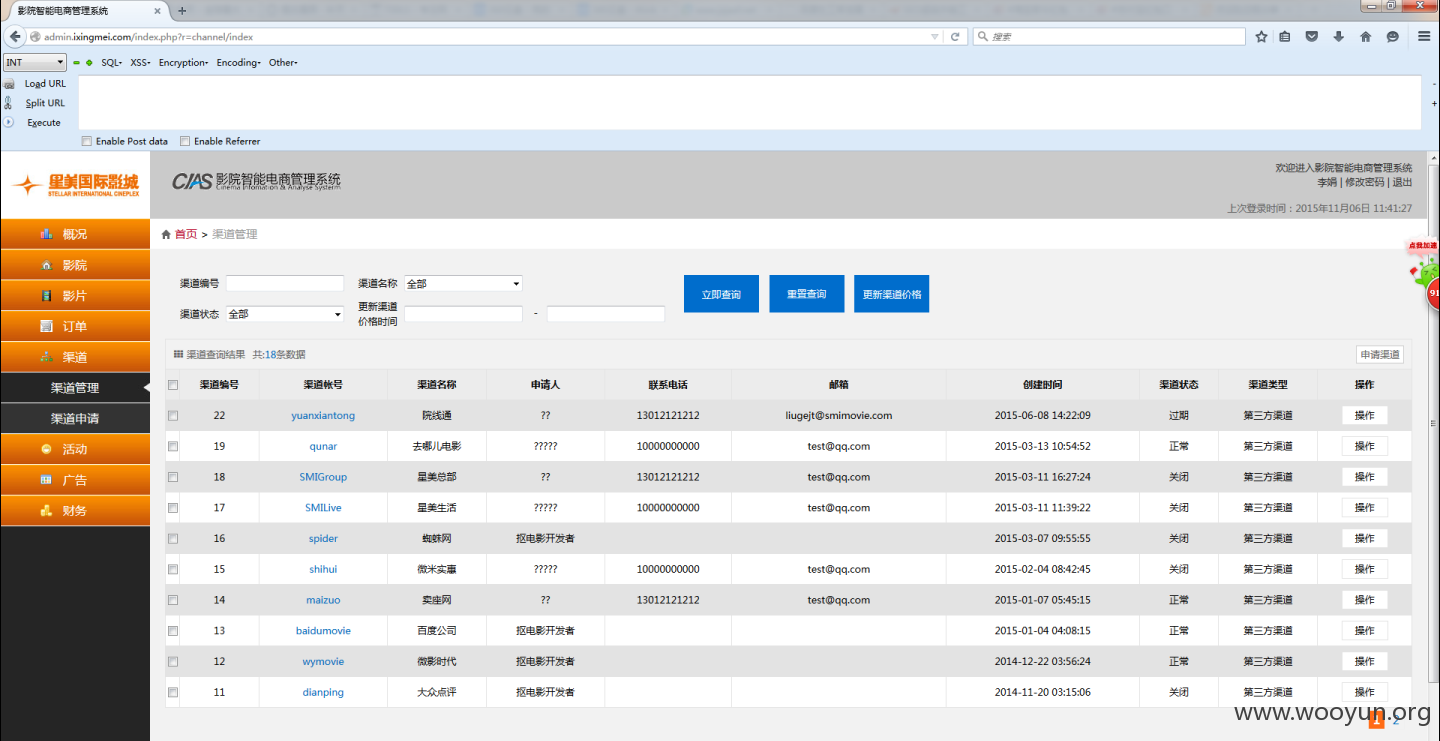 影院智能电商管理系统
admin.ixingmei.com/index.php?r=channel/index
搜索
INT SQL- XSS- Encryption- Encoding- Other-
Load URL
Split URL
Execute
Enable Post data Enable Referrer
星美国际影城
STELLAR INTERNATIONAL CINEPLEX
CIAS 影院智能电商管理系统
欢迎进入影院智能电商管理系统
李娟 | 修改密码 | 退出
上次登录时间：2015年11月06日 11:41:27
首页 > 渠道管理
概况
影院
影片
订单
渠道
渠道管理
渠道申请
活动
广告
财务
点我加速
91
渠道编号 渠道名称 全部 立即查询 重置查询 更新渠道价格
渠道状态 全部 更新渠道价格时间 -
渠道查询结果 共:18条数据 申请渠道
渠道编号 渠道帐号 渠道名称 申请人 联系电话 邮箱 创建时间 渠道状态 渠道类型 操作
22 yuanxiantong 院线通 ?? 13012121212 liugejt@smimovie.com 2015-06-08 14:22:09 过期 第三方渠道 操作
19 qunar 去哪儿电影 ????? 10000000000 test@qq.com 2015-03-13 10:54:52 正常 第三方渠道 操作
18 SMIGroup 星美总部 ?? 13012121212 test@qq.com 2015-03-11 16:27:24 关闭 第三方渠道 操作
17 SMILive 星美生活 ????? 10000000000 test@qq.com 2015-03-11 11:39:22 关闭 第三方渠道 操作
16 spider 蜘蛛网 抠电影开发者 2015-03-07 09:55:55 关闭 第三方渠道 操作
15 shihui 微米实惠 ????? 10000000000 test@qq.com 2015-02-04 08:42:45 关闭 第三方渠道 操作
14 maizuo 卖座网 ?? 13012121212 test@qq.com 2015-01-07 05:45:15 正常 第三方渠道 操作
13 baidumovie 百度公司 抠电影开发者 2015-01-04 04:08:15 正常 第三方渠道 操作
12 wymovie 微影时代 抠电影开发者 2014-12-22 03:56:24 正常 第三方渠道 操作
11 dianping 大众点评 抠电影开发者 2014-11-20 03:15:06 关闭 第三方渠道 操作
1 2
www.wooyun.org